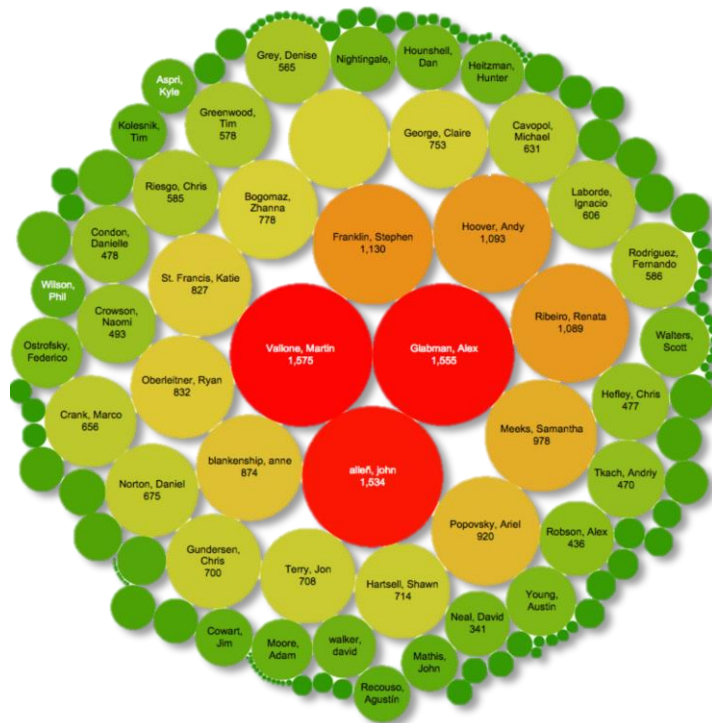 Grey, Denise
565
Nightingale,
Hounshell,
Dan
Heitzman,
Hunter
Aspri,
Kyle
Greenwood,
Tim
578
George, Claire
753
Cavopol,
Michael
631
Kolesnik,
Tim
Riesgo, Chris
585
Bogomaz,
Zhanna
778
Laborde,
Ignacio
606
Franklin, Stephen
1,130
Hoover, Andy
1,093
Condon,
Danielle
478
Rodriguez,
Fernando
586
St. Francis, Katie
827
Wilson,
Phil
Crowson,
Naomi
493
Ribeiro, Renata
1,089
Ostrofsky,
Federico
Vallone, Martin
1,575
Glabman, Alex
1,555
Walters,
Scott
Oberleitner, Ryan
832
Hefley, Chris
477
Crank, Marco
656
Meeks, Samantha
978
blankenship, anne
874
alleñ, john
1,534
Tkach, Andriy
470
Norton, Daniel
675
Popovsky, Ariel
920
Robson, Alex
436
Gundersen,
Chris
700
Terry, Jon
708
Hartsell, Shawn
714
Young,
Austin
Neal, David
341
Cowart,
Jim
Moore,
Adam
walker,
david
Mathis,
John
Recouso,
Agustín